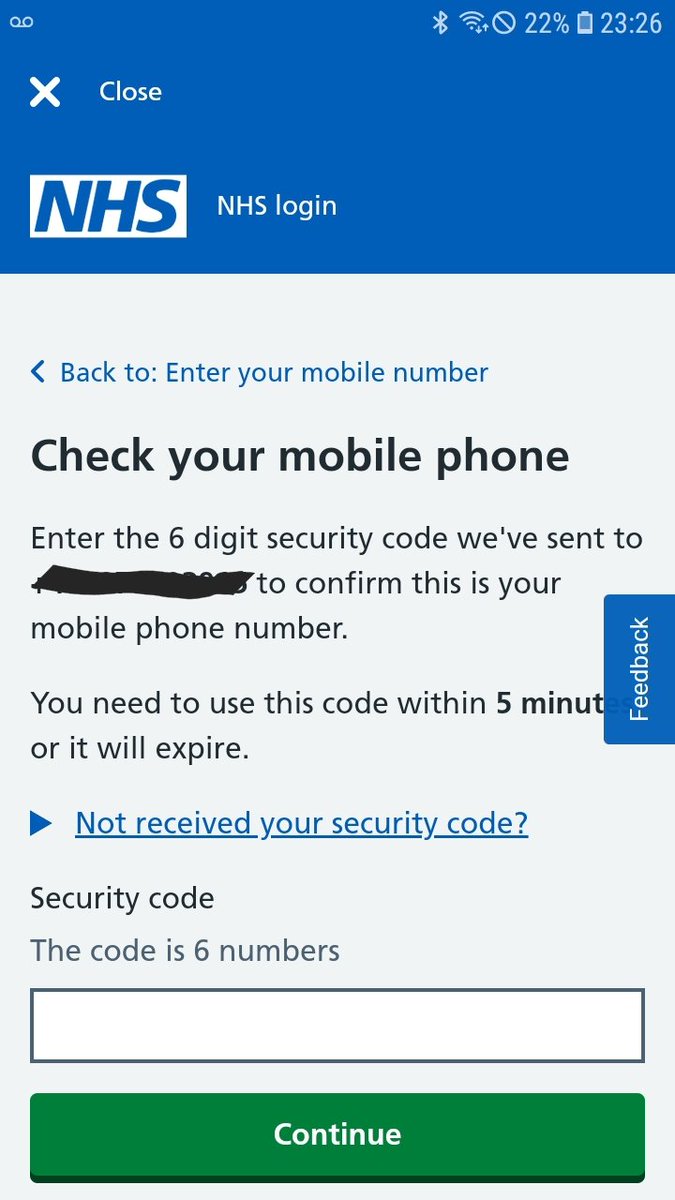 22% 23:26
Close
NHS
NHS login
Back to: Enter your mobile number
Check your mobile phone
Enter the 6 digit security code we've sent to
to confirm this is your
mobile phone number.
You need to use this code within 5 minutes
or it will expire.
Feedback
Not received your security code?
Security code
The code is 6 numbers
Continue